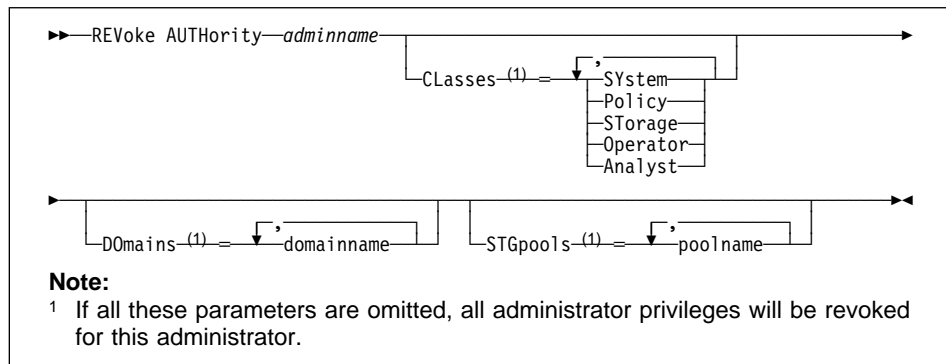 REVoke AUTHority adminname
,
CLasses (1) = SYstem
Policy
STorage
Operator
Analyst
, ,
DOmains (1) = domainname STGpools (1) = poolname
Note:
1 If all these parameters are omitted, all administrator privileges will be revoked
for this administrator.